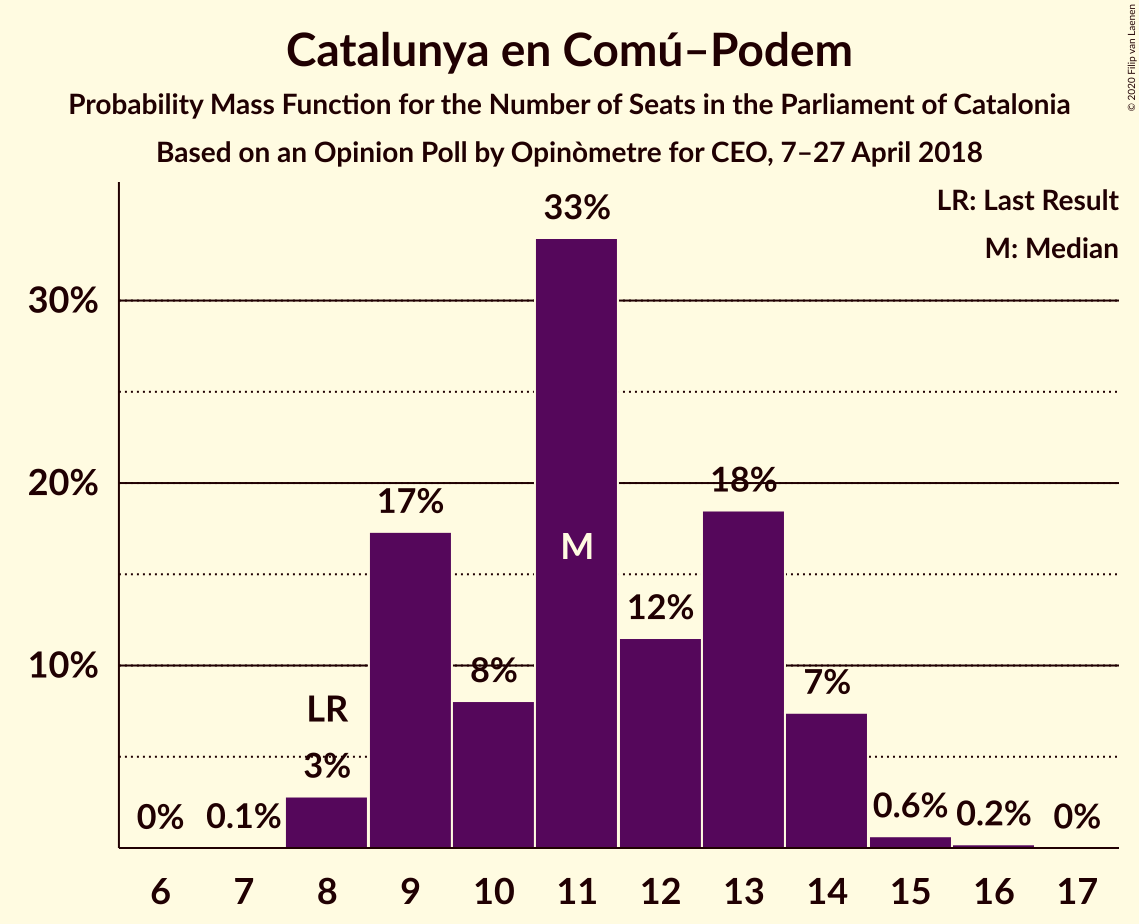 Catalunya en Comú–Podem
Probability Mass Function for the Number of Seats in the Parliament of Catalonia
Based on an Opinion Poll by Opinòmetre for CEO, 7–27 April 2018
© 2020 Filip van Laenen
LR: Last Result
M: Median
33%
30%
20%
18%
17%
M
12%
10%
8%
7%
LR
3%
0%
0.1%
0.6%
0.2%
0%
6 7 8 9 10 11 12 13 14 15 16 17